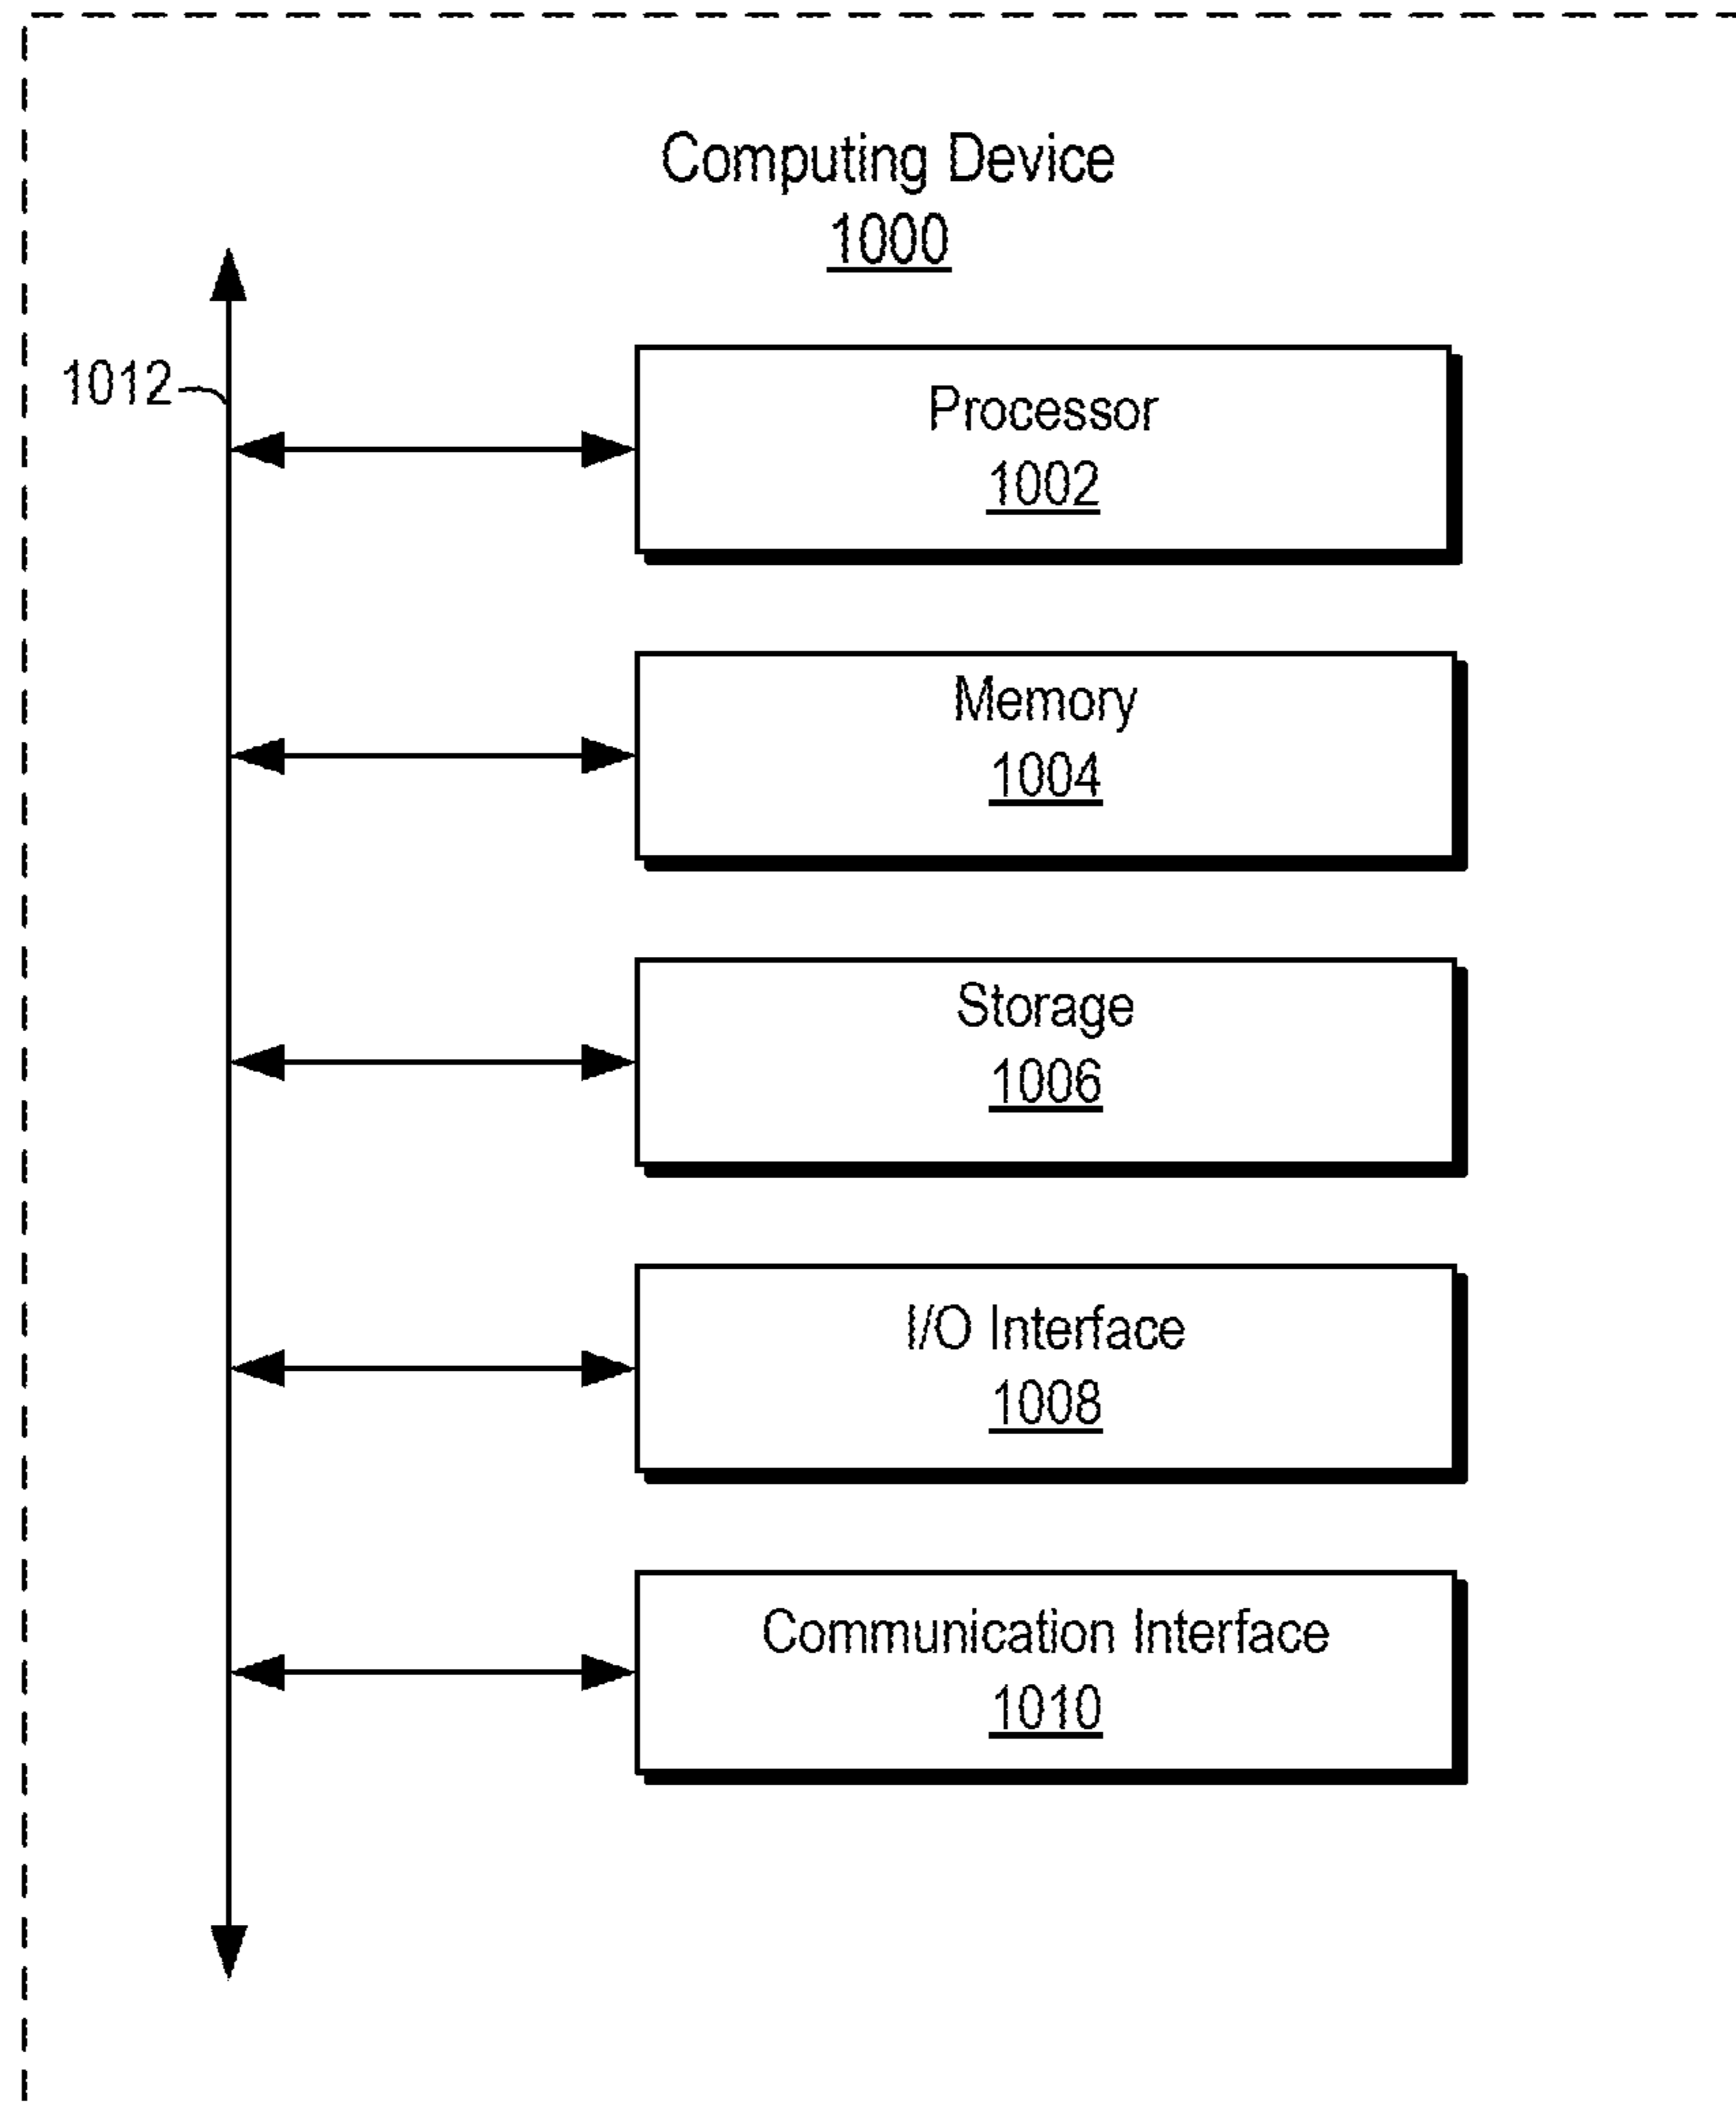 Computing Device
1000
1012
Processor
1002
Memory
1004
Storage
1006
I/O Interface
1008
Communication Interface
1010